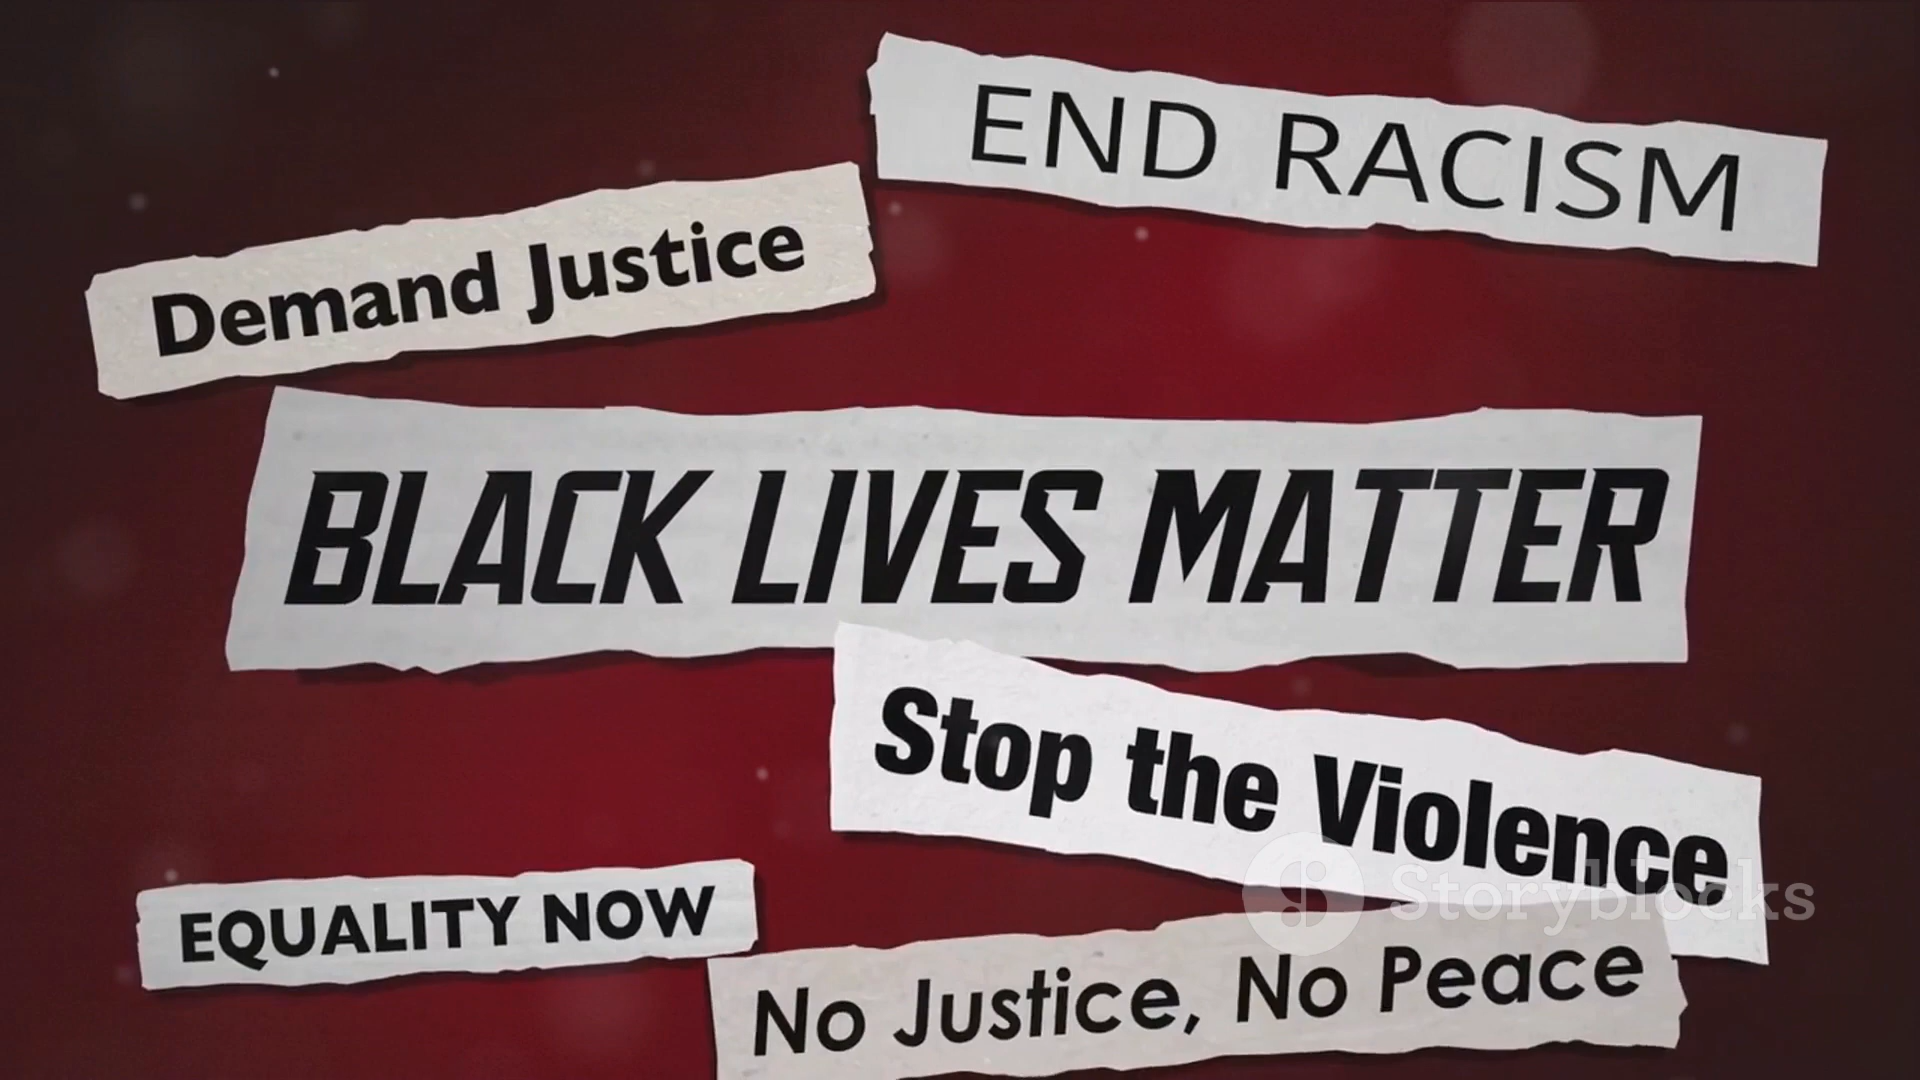 END RACISM
Demand Justice
BLACK LIVES MATTER
Stop the Violence
Storyblocks
EQUALITY NOW
No Justice, No Peace